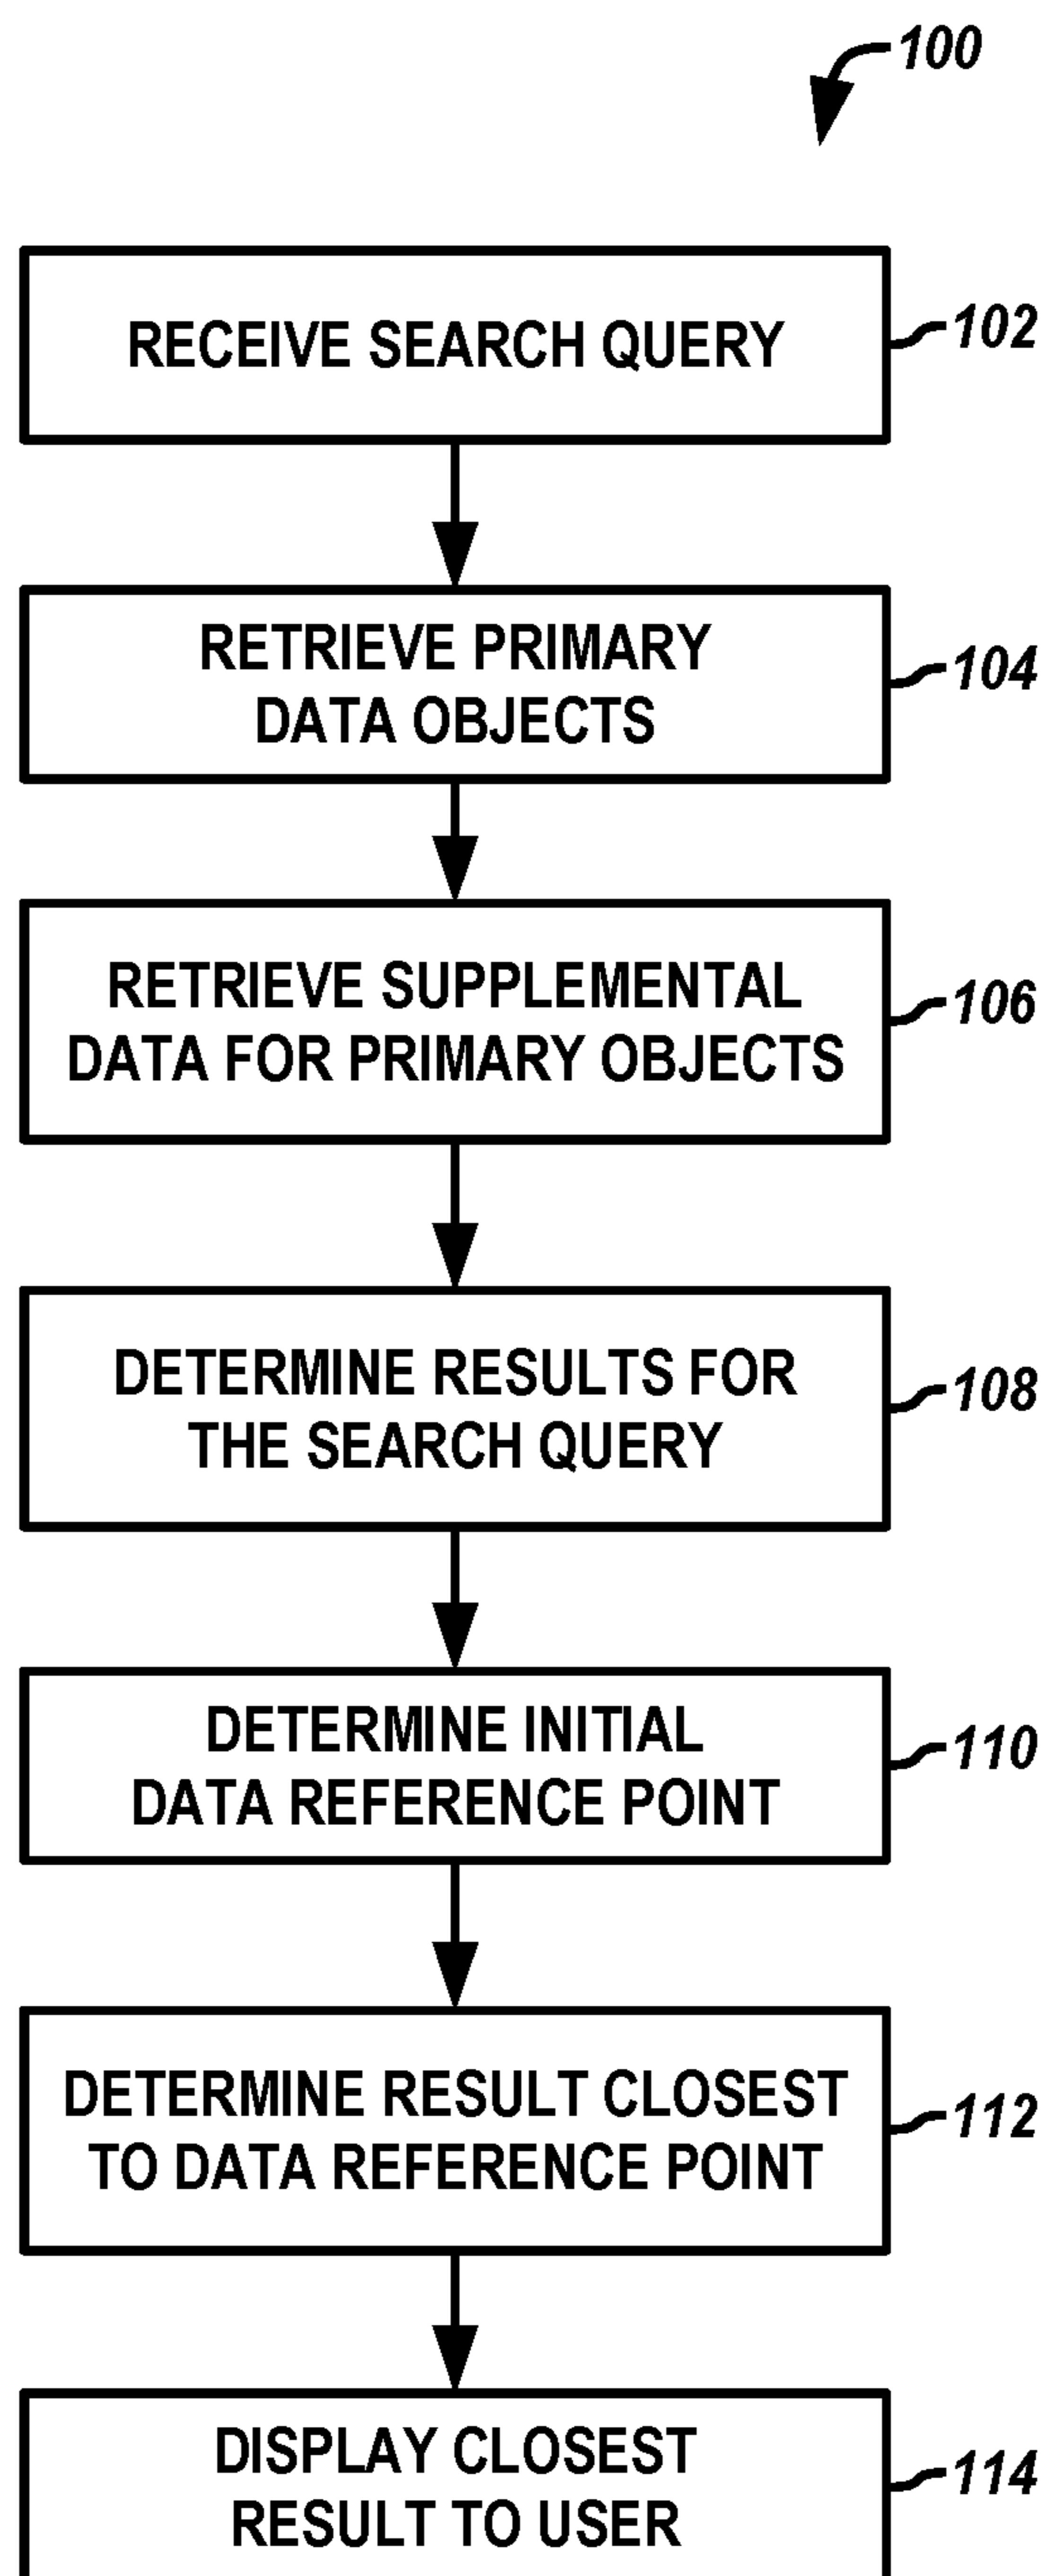 100
RECEIVE SEARCH QUERY
102
RETRIEVE PRIMARY
DATA OBJECTS
104
RETRIEVE SUPPLEMENTAL
DATA FOR PRIMARY OBJECTS
106
DETERMINE RESULTS FOR
THE SEARCH QUERY
108
DETERMINE INITIAL
DATA REFERENCE POINT
110
DETERMINE RESULT CLOSEST
TO DATA REFERENCE POINT
112
DISPLAY CLOSEST
RESULT TO USER
114